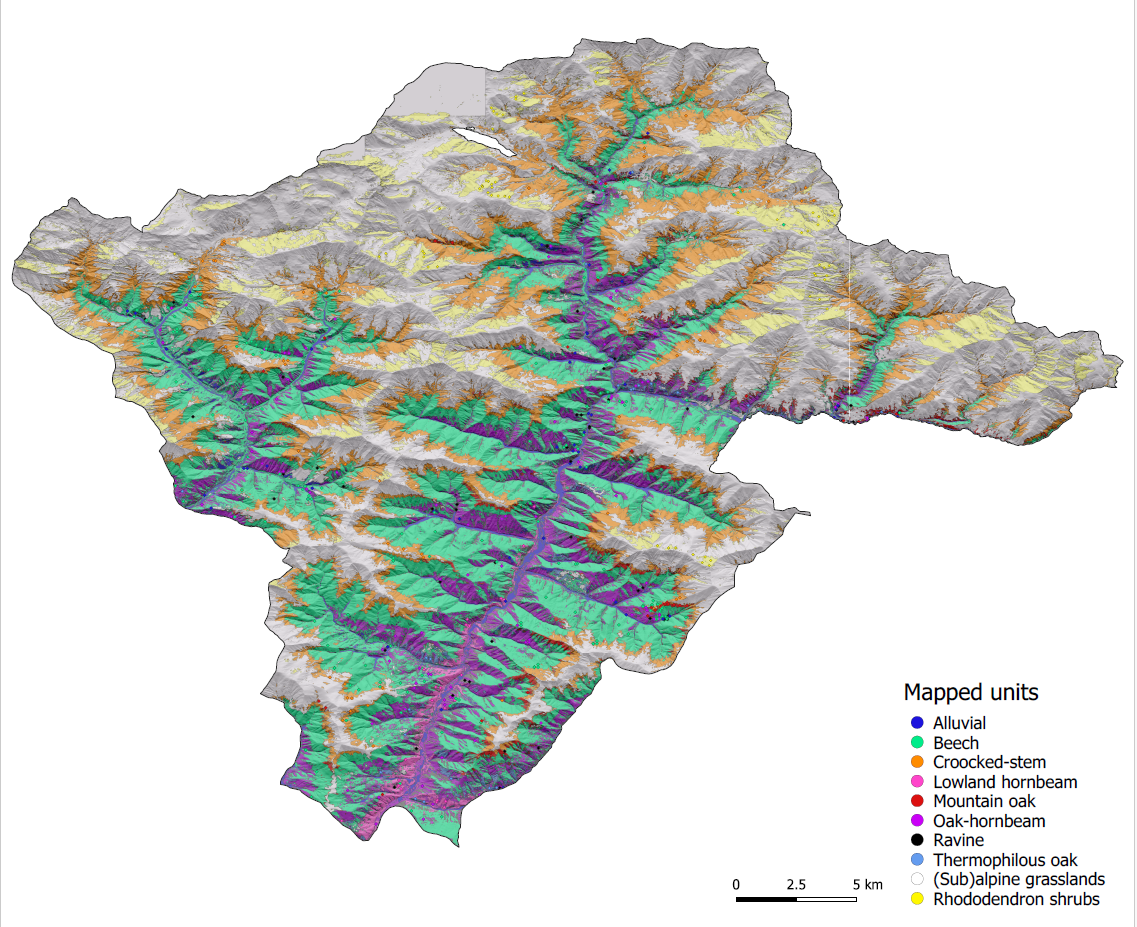 Mapped units
Alluvial
Beech
Croocked-stem
Lowland hornbeam
Mountain oak
Oak-hornbeam
Ravine
Thermophilous oak
(Sub)alpine grasslands
Rhododendron shrubs
0 2.5 5 km